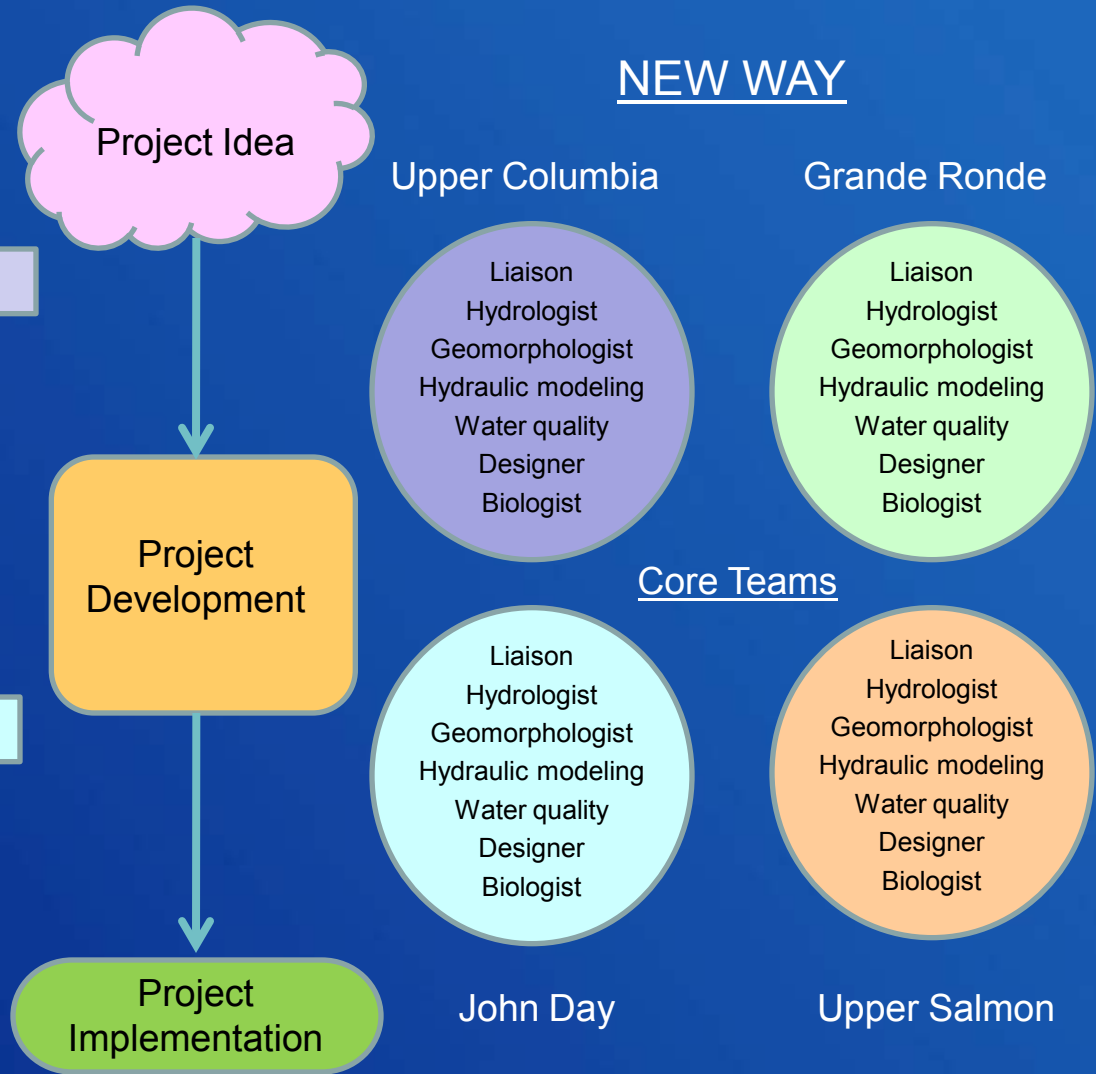 Project Idea
Project
Development
Project
Implementation
NEW WAY
Upper Columbia
Liaison
Hydrologist
Geomorphologist
Hydraulic modeling
Water quality
Designer
Biologist
Grande Ronde
Liaison
Hydrologist
Geomorphologist
Hydraulic modeling
Water quality
Designer
Biologist
Core Teams
Liaison
Hydrologist
Geomorphologist
Hydraulic modeling
Water quality
Designer
Biologist
John Day
Liaison
Hydrologist
Geomorphologist
Hydraulic modeling
Water quality
Designer
Biologist
Upper Salmon